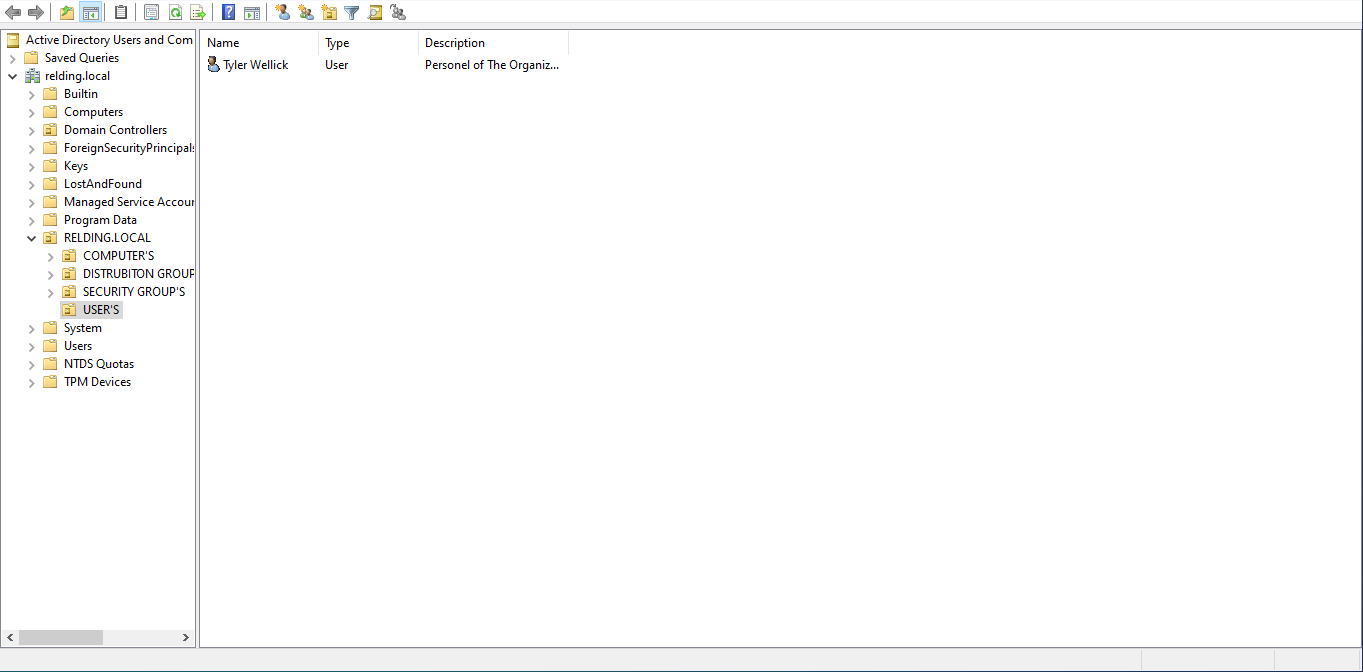 Active Directory Users and Com
Saved Queries
relding.local
Builtin
Computers
Domain Controllers
ForeignSecurityPrincipals
Keys
LostAndFound
Managed Service Accoun
Program Data
RELDING.LOCAL
COMPUTER'S
DISTRUBITON GROUP
SECURITY GROUP'S
USER'S
System
Users
NTDS Quotas
TPM Devices
Name Type Description
Tyler Wellick User Personel of The Organiz...